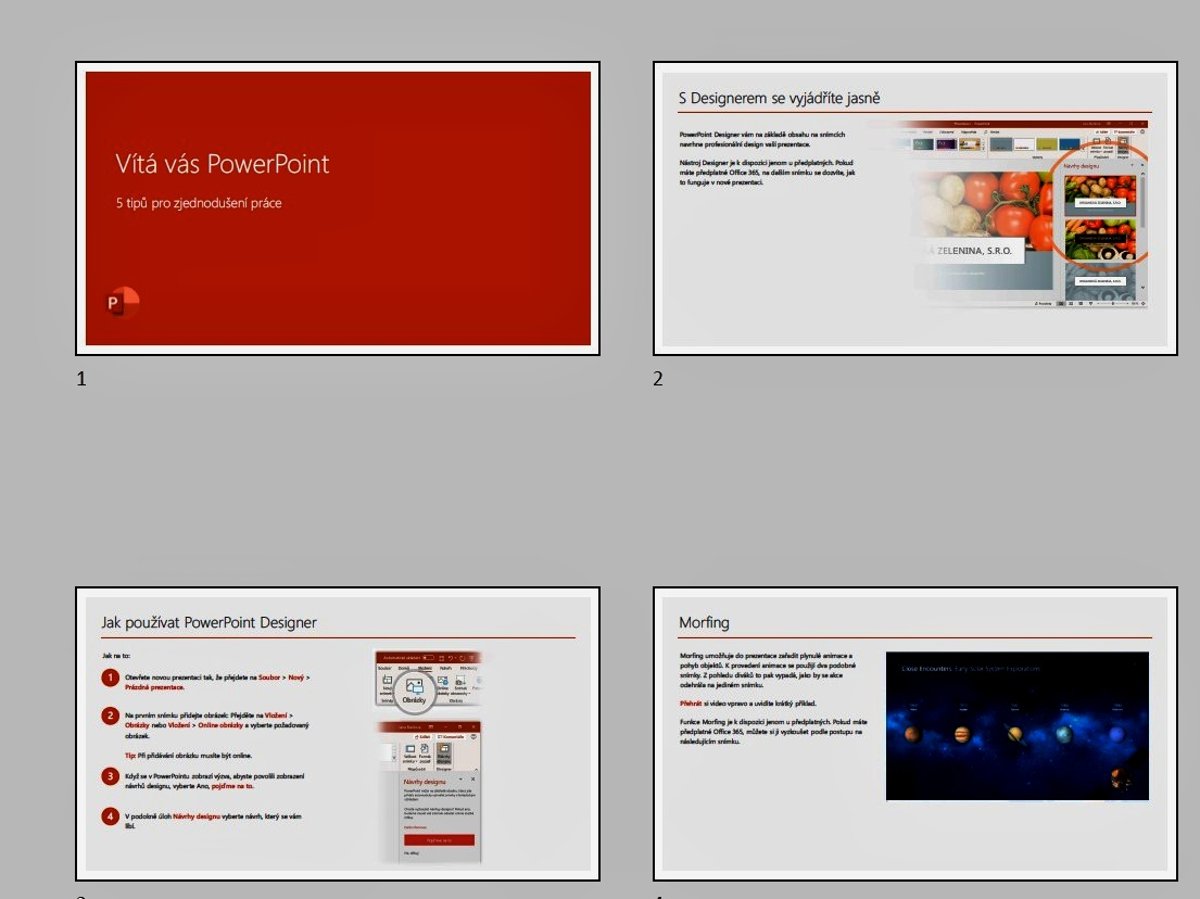 Vítá vás PowerPoint
5 tipů pro zjednodušení práce
P
1
S Designerem se vyjádříte jasně
PowerPoint Designer vám na základě obsahu na snímcích
navrhne profesionální design vaší prezentace.
Nástroj Designer je k dispozici jenom u předplatných. Pokud
máte předplatné Office 365, na dalším snímku se dozvíte, jak
to funguje v nové prezentaci.
Návrhy designu
ZELENINA, S.R.O.
2
Jak používat PowerPoint Designer
Jak na to:
1 Otevřete novou prezentaci tak, že přejdete na Soubor > Nový >
Prázdná prezentace.
2 Na prvním snímku přidejte obrázek: Přejděte na Vložení >
Obrázky nebo Vložení > Online obrázky a vyberte požadovaný
obrázek.
Tip: Při přidávání obrázku musíte být online.
3 Když se v PowerPointu zobrazí výzva, abyste povolili zobrazení
návrhů designu, vyberte Ano, pojďme na to.
4 V podokně úloh Návrhy designu vyberte návrh, který se vám
líbí.
Obrázky
Návrhy designu
Morfing
Morfing umožňuje do prezentace zařadit plynulé animace a
pohyb objektů. K provedení animace se použijí dva podobné
snímky. Z pohledu diváků to pak vypadá, jako by se akce
odehrála na jediném snímku.
Přehrát si video vpravo a uvidíte krátký příklad.
Funkce Morfing je k dispozici jenom u předplatných. Pokud máte
předplatné Office 365, můžete si ji vyzkoušet podle postupu na
následujícím snímku.
Close Encounters: Early Solar System Explorations